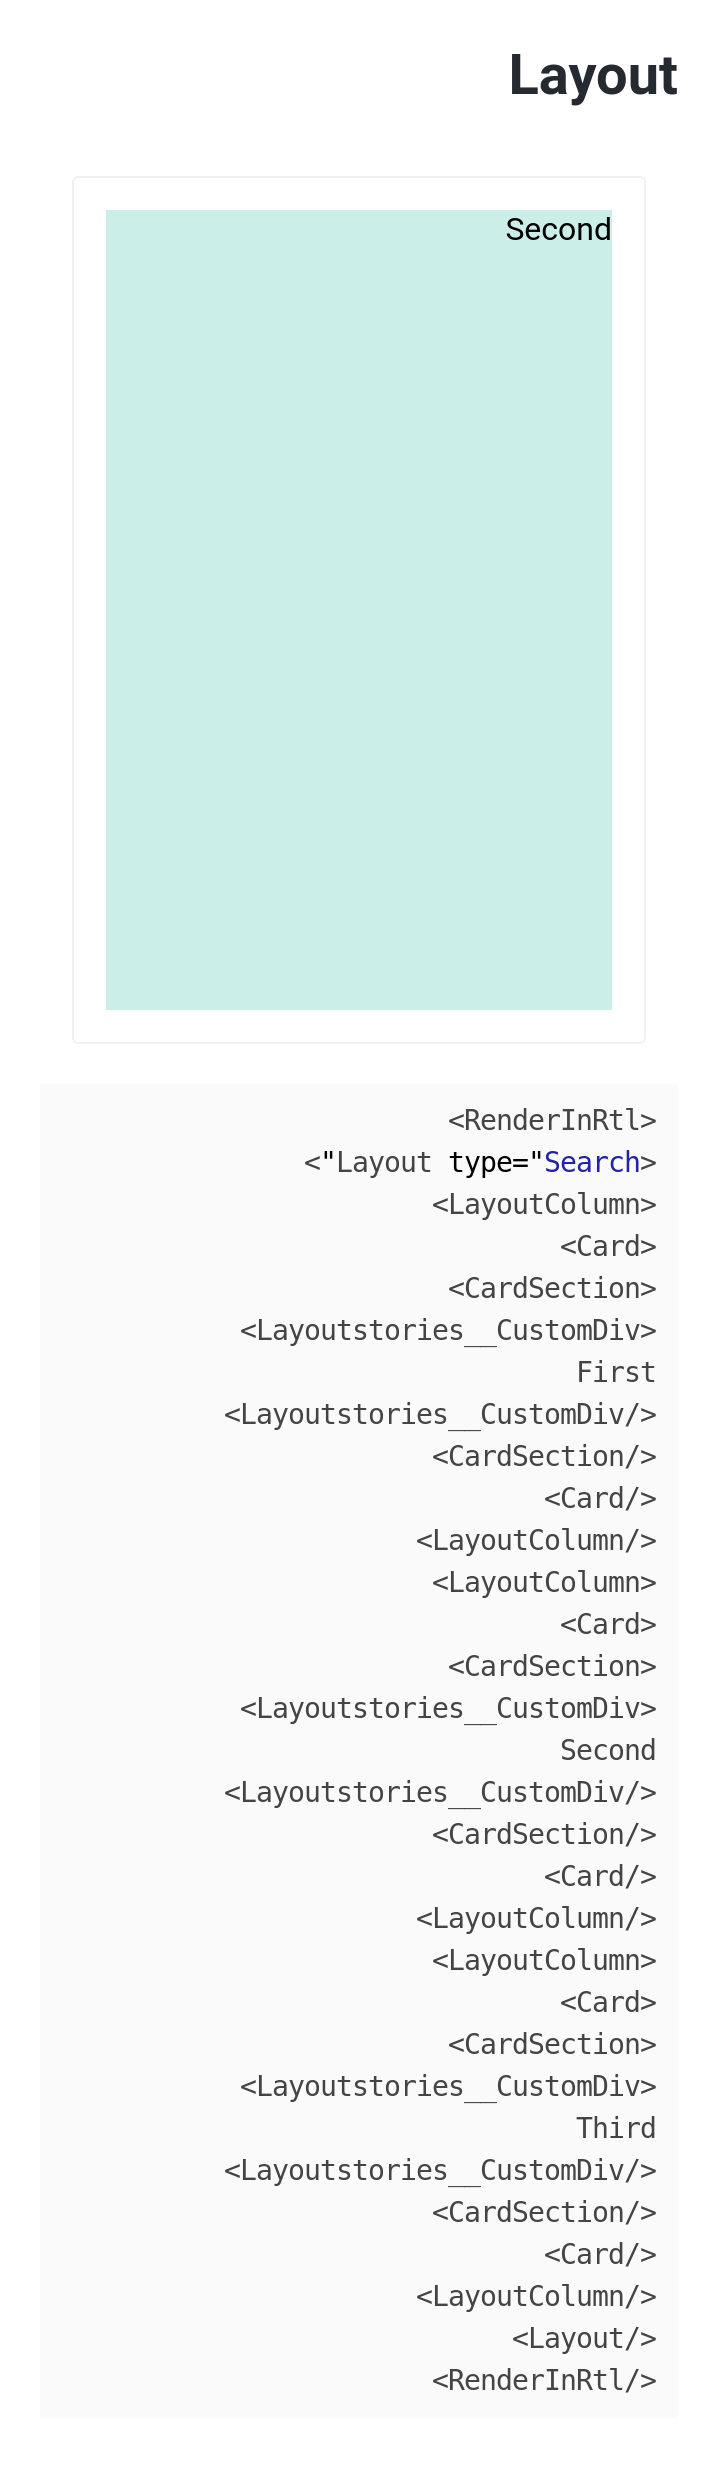 Layout
Second
<RenderInRtl>
<"Layout type="Search>
<LayoutColumn>
<Card>
<CardSection>
<Layoutstories__CustomDiv>
First
<Layoutstories__CustomDiv/>
<CardSection/>
<Card/>
<LayoutColumn/>
<LayoutColumn>
<Card>
<CardSection>
<Layoutstories__CustomDiv>
Second
<Layoutstories__CustomDiv/>
<CardSection/>
<Card/>
<LayoutColumn/>
<LayoutColumn>
<Card>
<CardSection>
<Layoutstories__CustomDiv>
Third
<Layoutstories__CustomDiv/>
<CardSection/>
<Card/>
<LayoutColumn/>
<Layout/>
<RenderInRtl/>